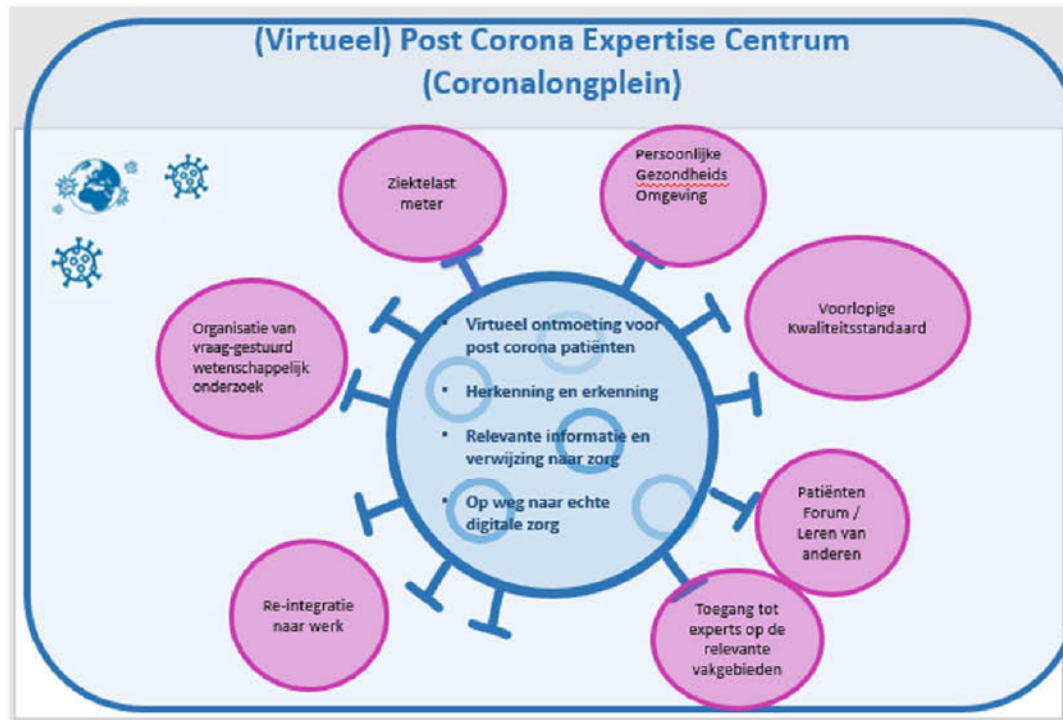 (Virtueel) Post Corona Expertise Centrum
(Coronalongplein)
Ziektelast
meter
Persoonlijke
Gezondheids
Omgeving
Voorlopige
Kwaliteitsstandaard
Organisatie van
vraag-gestuurd
wetenschappelijk
onderzoek
▪ Virtueel ontmoeting voor
post corona patiënten
▪ Herkenning en erkenning
▪ Relevante informatie en
verwijzing naar zorg
▪ Op weg naar echte
digitale zorg
Patiënten
Forum /
Leren van
anderen
Re-integratie
naar werk
Toegang tot
experts op de
relevante
vakgebieden